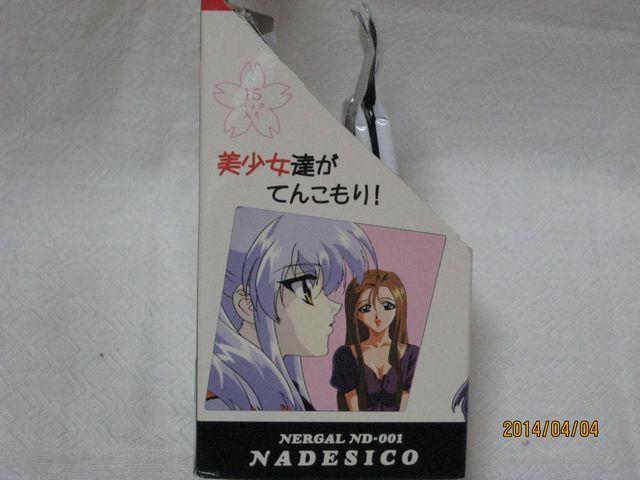 15
パック
入り
美少女達が
てんこもり!
NERGAL ND-001
NADESICO
2014/04/04